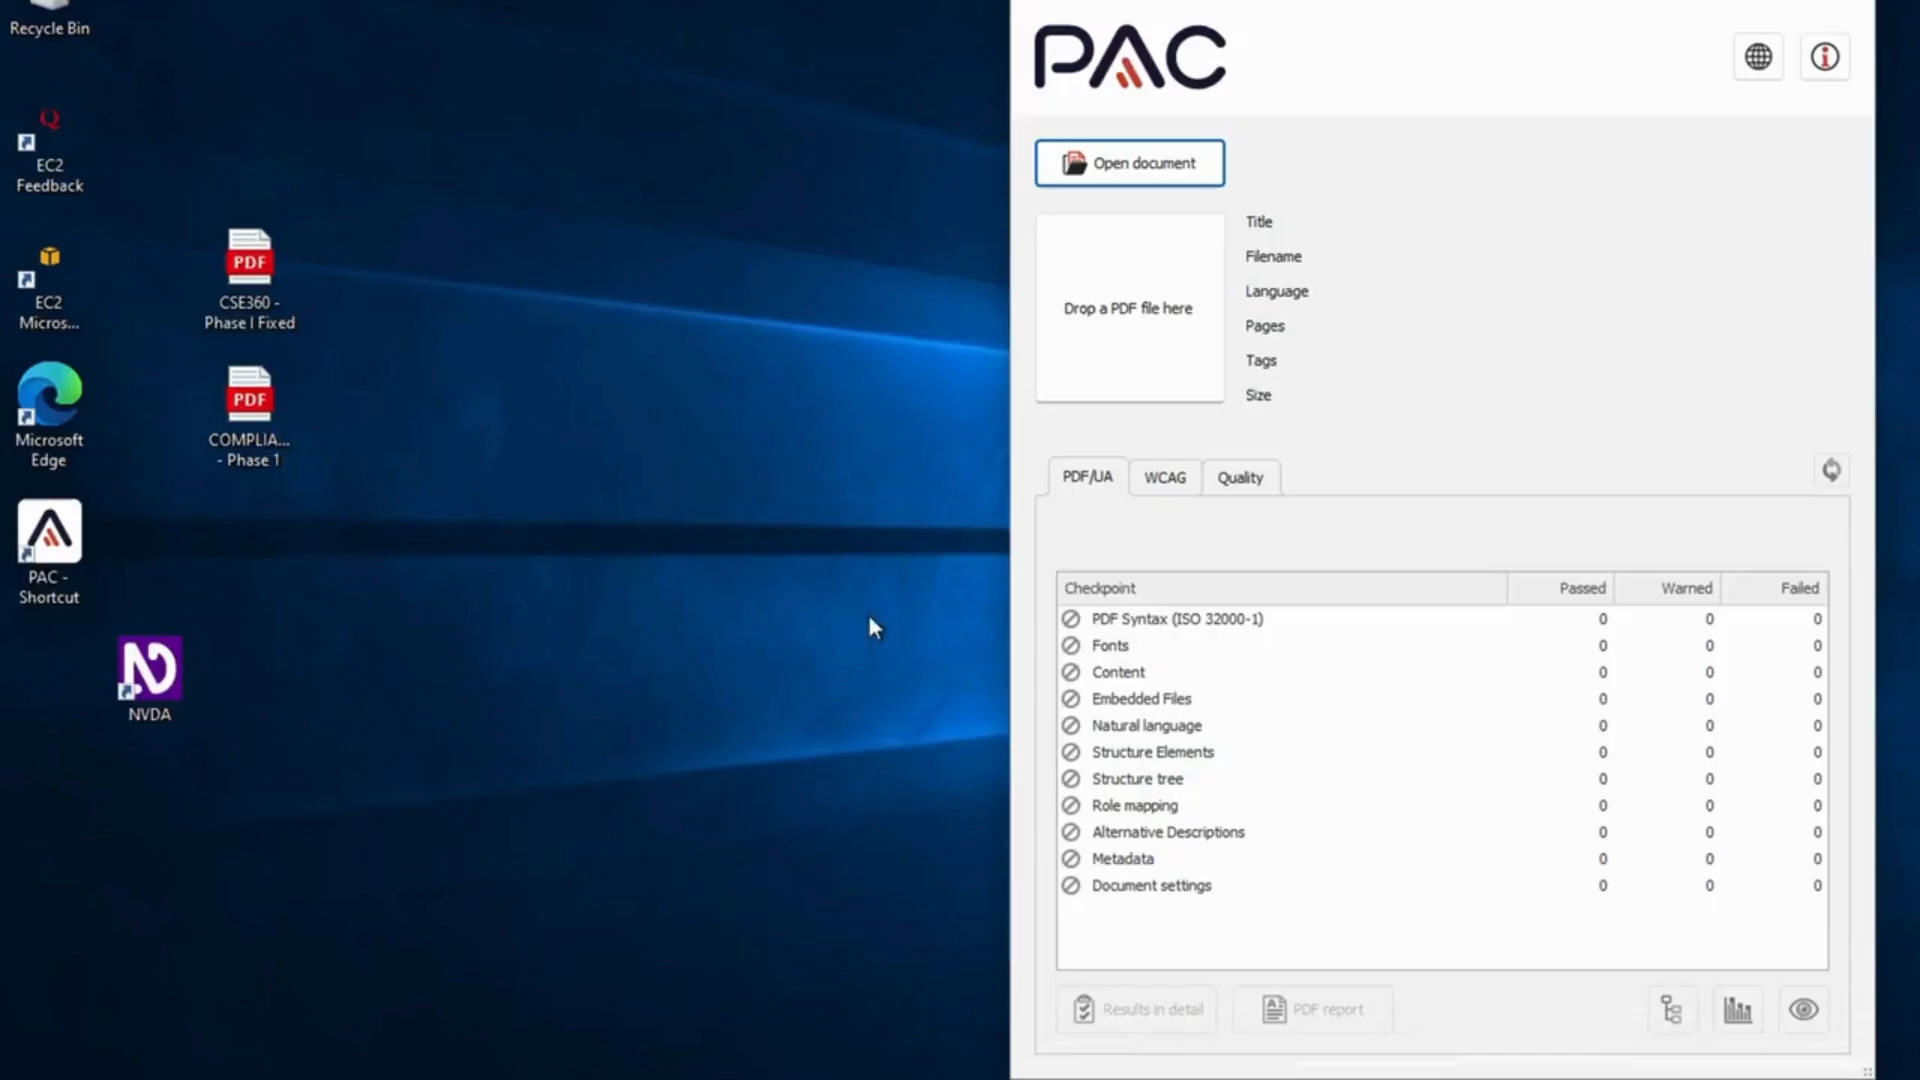 Recycle Bin
EC2
Feedback
EC2
Micros...
Microsoft
Edge
PAC -
Shortcut
NVDA
PDF
CSE360 -
Phase I Fixed
PDF
COMPLIA...
- Phase 1
PAC
Open document
Drop a PDF file here
Title
Filename
Language
Pages
Tags
Size
PDF/UA WCAG Quality
Checkpoint Passed Warned Failed
PDF Syntax (ISO 32000-1) 0 0 0
Fonts 0 0 0
Content 0 0 0
Embedded Files 0 0 0
Natural language 0 0 0
Structure Elements 0 0 0
Structure tree 0 0 0
Role mapping 0 0 0
Alternative Descriptions 0 0 0
Metadata 0 0 0
Document settings 0 0 0
Results in detail PDF report